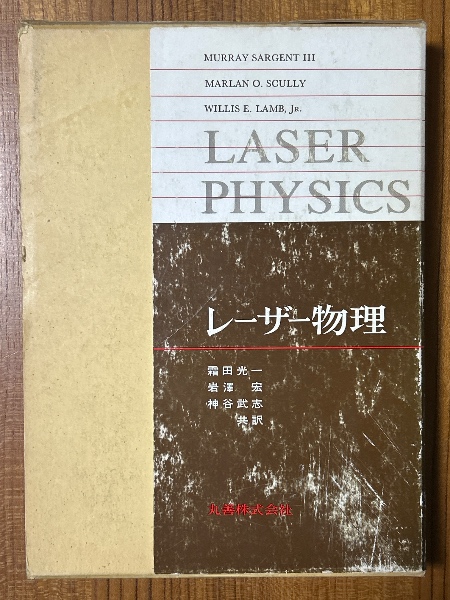 MURRAY SARGENT III
MARLAN O. SCULLY
WILLIS E. LAMB, JR.
LASER
PHYSICS
レーザー物理
霜田光一
岩澤 宏
神谷武志
共訳
丸善株式会社